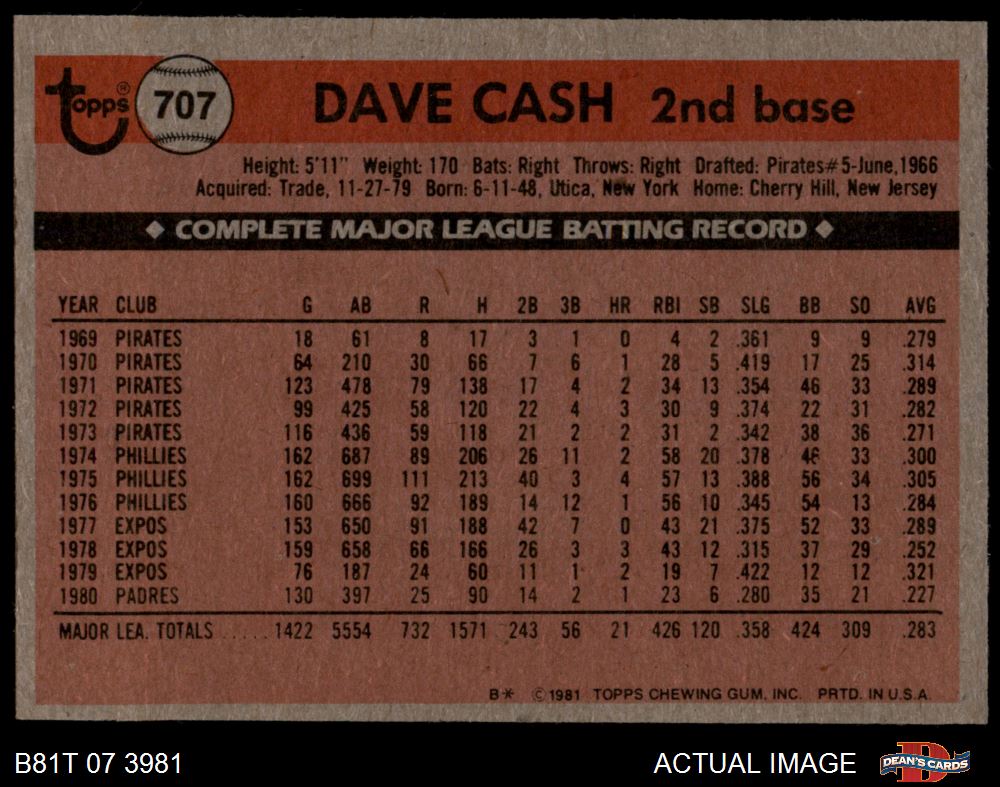 Topps® 707 DAVE CASH 2nd base
Height: 5'11" Weight: 170 Bats: Right Throws: Right Drafted: Pirates#5-June,1966
Acquired: Trade, 11-27-79 Born: 6-11-48, Utica, New York Home: Cherry Hill, New Jersey
◆ COMPLETE MAJOR LEAGUE BATTING RECORD ◆
YEAR CLUB G AB R H 2B 3B HR RBI SB SLG BB SO AVG
1969 PIRATES 18 61 8 17 3 1 0 4 2 .361 9 9 .279
1970 PIRATES 64 210 30 66 7 6 1 28 5 .419 17 25 .314
1971 PIRATES 123 478 79 138 17 4 2 34 13 .354 46 33 .289
1972 PIRATES 99 425 58 120 22 4 3 30 9 .374 22 31 .282
1973 PIRATES 116 436 59 118 21 2 2 31 2 .342 38 36 .271
1974 PHILLIES 162 687 89 206 26 11 2 58 20 .378 46 33 .300
1975 PHILLIES 162 699 111 213 40 3 4 57 13 .388 56 34 .305
1976 PHILLIES 160 666 92 189 14 12 1 56 10 .345 54 13 .284
1977 EXPOS 153 650 91 188 42 7 0 43 21 .375 52 33 .289
1978 EXPOS 159 658 66 166 26 3 3 43 12 .315 37 29 .252
1979 EXPOS 76 187 24 60 11 1 2 19 7 .422 12 12 .321
1980 PADRES 130 397 25 90 14 2 1 23 6 .280 35 21 .227
MAJOR LEA. TOTALS ..... 1422 5554 732 1571 243 56 21 426 120 .358 424 309 .283
B* ©1981 TOPPS CHEWING GUM, INC. PRTD. IN U.S.A.
B81T 07 3981 ACTUAL IMAGE DEAN'S CARDS